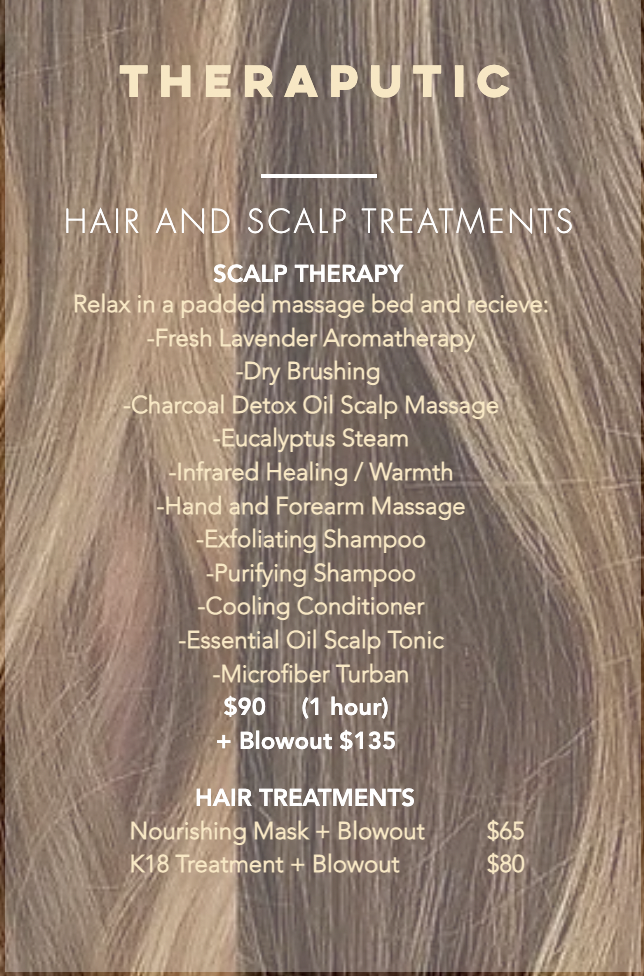 THERAPUTIC
HAIR AND SCALP TREATMENTS
SCALP THERAPY
Relax in a padded massage bed and recieve:
-Fresh Lavender Aromatherapy
-Dry Brushing
-Charcoal Detox Oil Scalp Massage
-Eucalyptus Steam
-Infrared Healing / Warmth
-Hand and Forearm Massage
-Exfoliating Shampoo
-Purifying Shampoo
-Cooling Conditioner
-Essential Oil Scalp Tonic
-Microfiber Turban
$90 (1 hour)
+ Blowout $135
HAIR TREATMENTS
Nourishing Mask + Blowout $65
K18 Treatment + Blowout $80